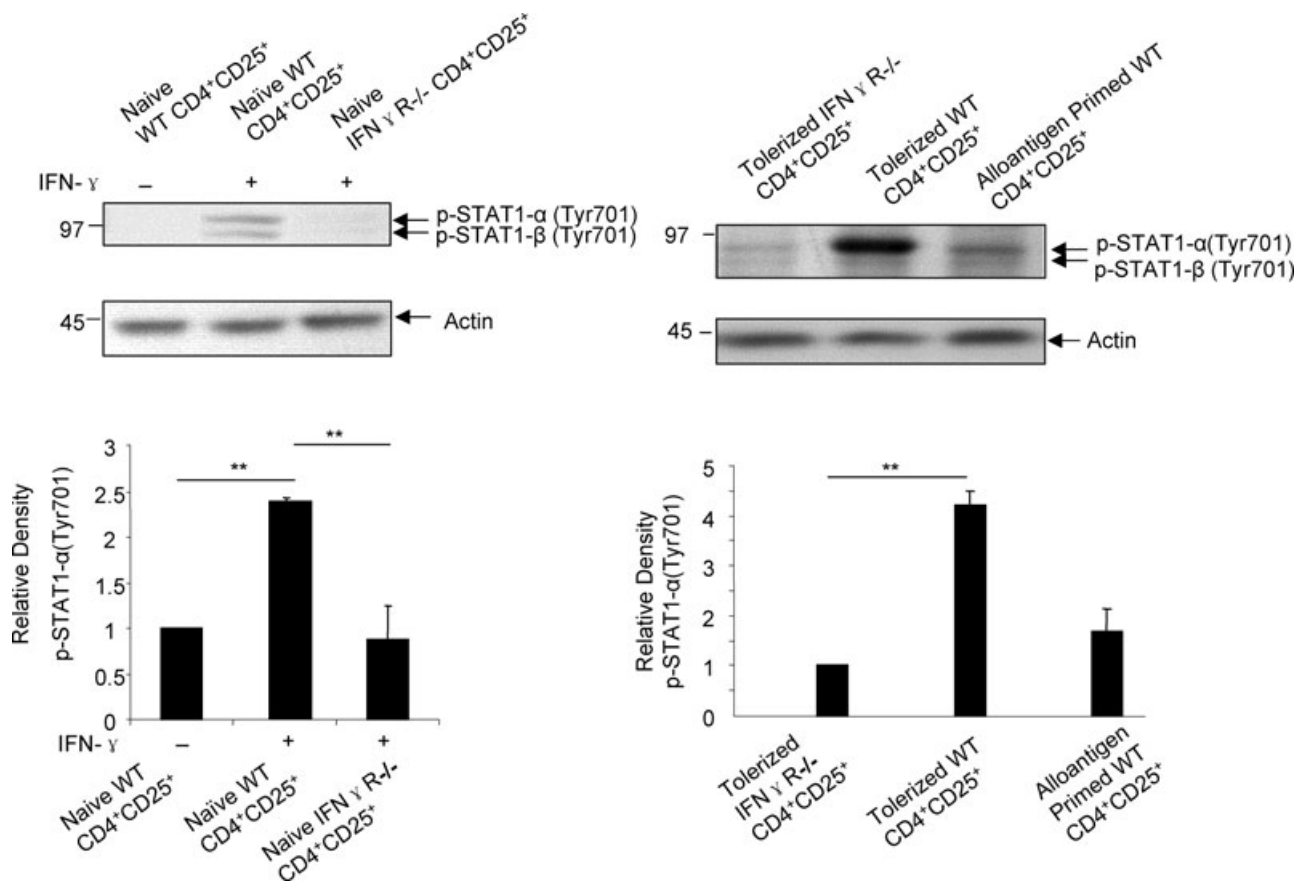 Naive
WT CD4⁺CD25⁺
Naïve WT
CD4⁺CD25⁺
Naive
IFN ɣ R-/- CD4⁺CD25⁺
IFN- ɣ – + +
97
p-STAT1-α (Tyr701)
p-STAT1-β (Tyr701)
45
Actin
Tolerized IFN ɣ R-/-
CD4⁺CD25⁺
Tolerized WT
CD4⁺CD25⁺
Alloantigen Primed WT
CD4⁺CD25⁺
97
p-STAT1-α(Tyr701)
p-STAT1-β (Tyr701)
45
Actin
Relative Density
p-STAT1-α(Tyr701)
3
2.5
2
1.5
1
0.5
0
**
**
IFN- ɣ – + +
Naive WT
CD4⁺CD25⁺
Naïve WT
CD4⁺CD25⁺
Naive IFN ɣ R-/-
CD4⁺CD25⁺
Relative Density
p-STAT1-α(Tyr701)
5
4
3
2
1
0
**
Tolerized
IFN ɣ R-/-
CD4⁺CD25⁺
Tolerized WT
CD4⁺CD25⁺
Alloantigen
Primed WT
CD4⁺CD25⁺